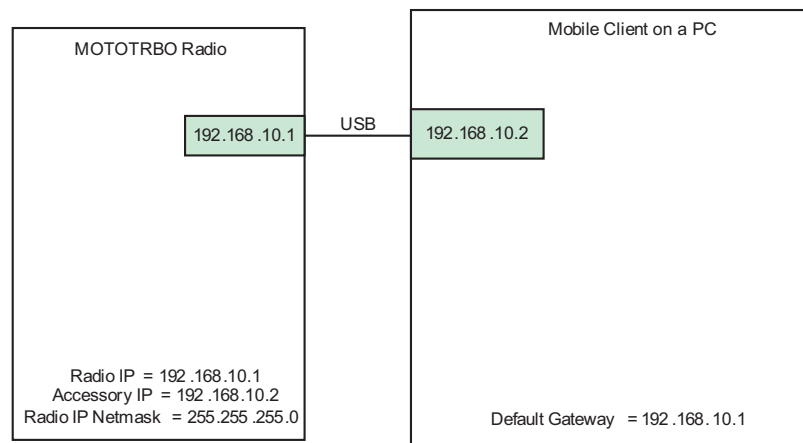 MOTOTRBO Radio
Mobile Client on a PC
192.168 .10.1
USB
192.168 .10.2
Radio IP = 192 .168.10.1
Accessory IP = 192 .168.10.2
Radio IP Netmask = 255.255 .255.0
Default Gateway = 192.168 .10.1